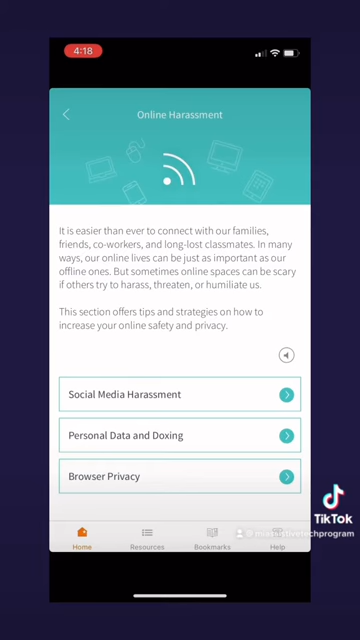 4:18
Online Harassment
It is easier than ever to connect with our families,
friends, co-workers, and long-lost classmates. In many
ways, our online lives can be just as important as our
offline ones. But sometimes online spaces can be scary
if others try to harass, threaten, or humiliate us.
This section offers tips and strategies on how to
increase your online safety and privacy.
Social Media Harassment
Personal Data and Doxing
Browser Privacy
TikTok
Home
Resources
Bookmarks
Help